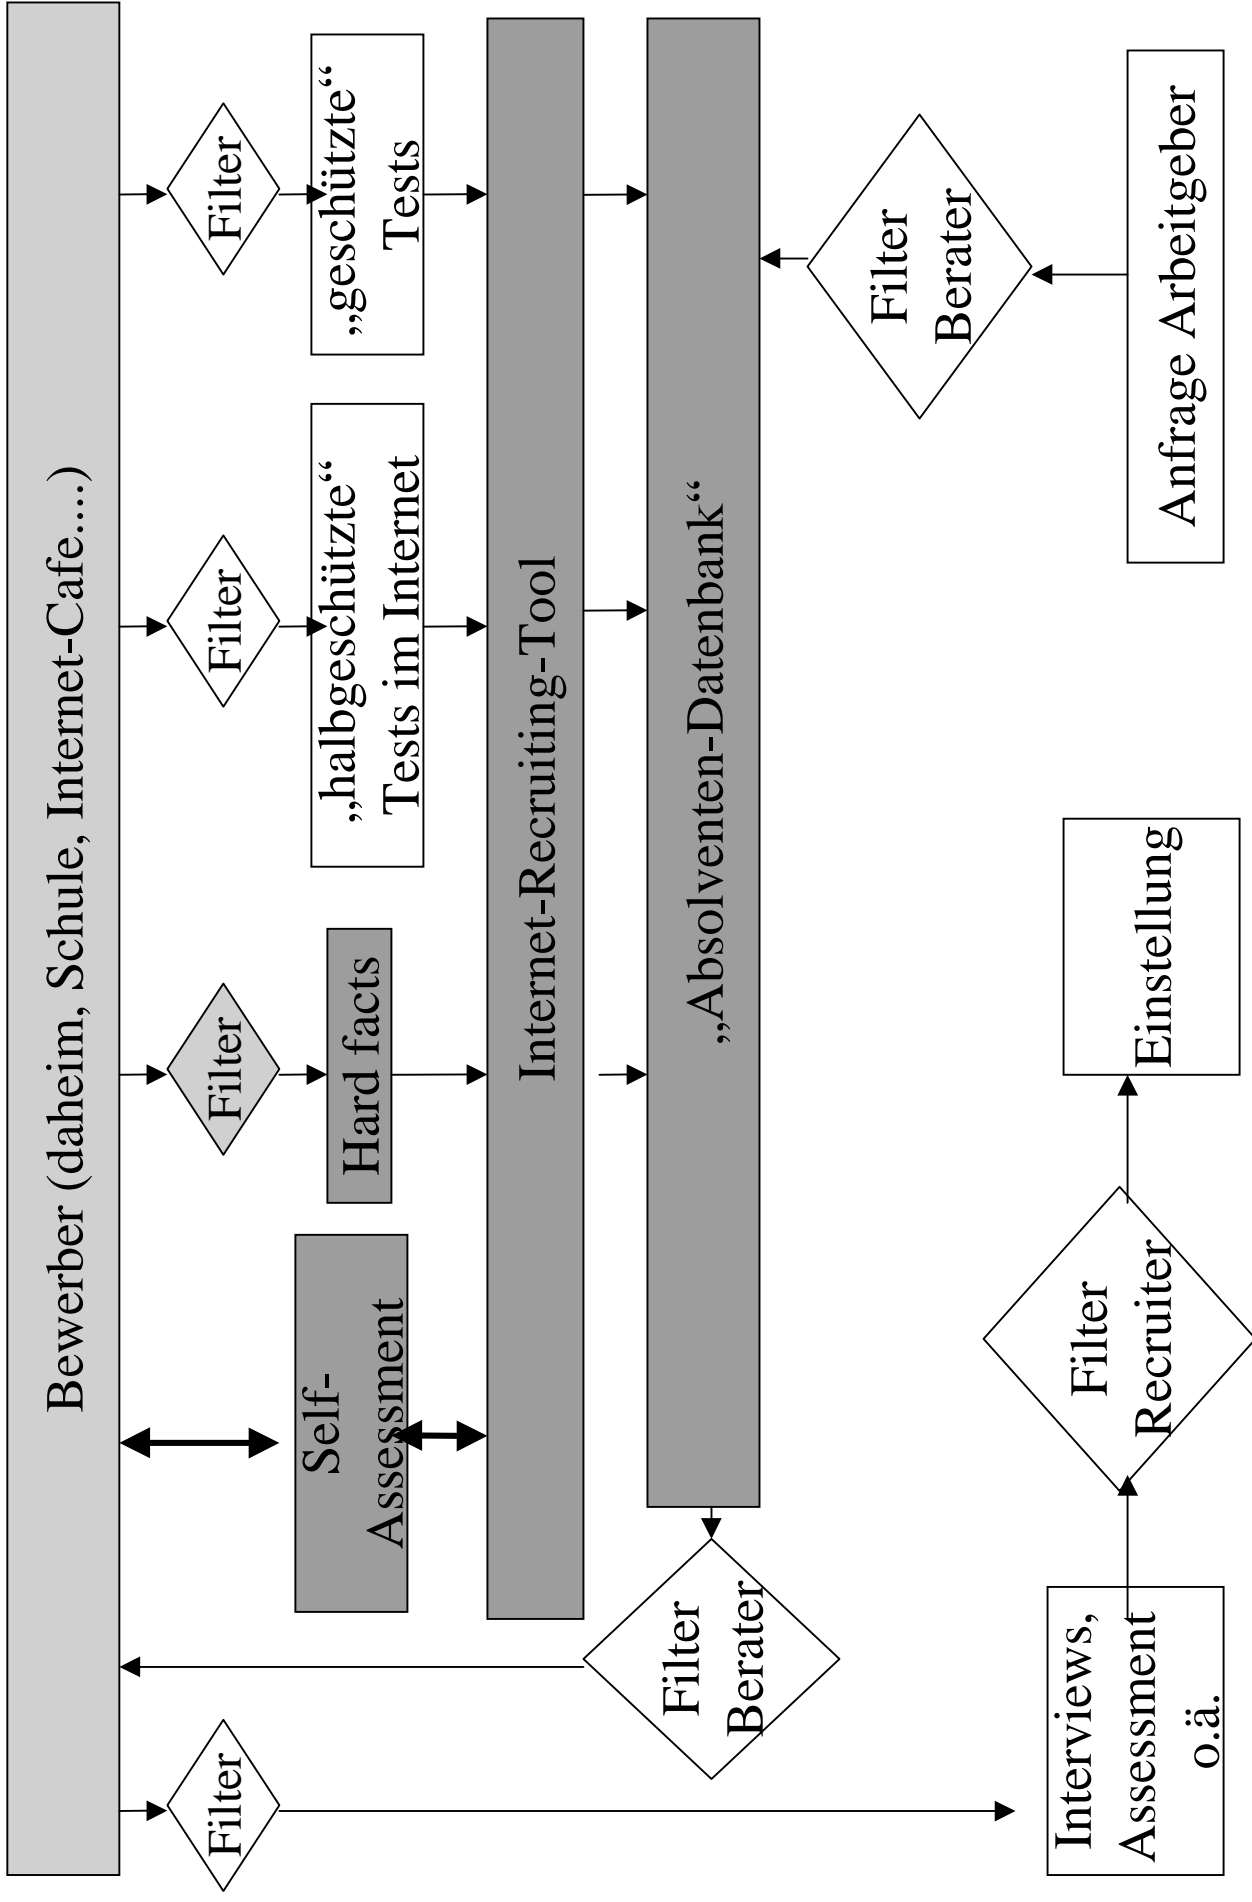 Bewerber (daheim, Schule, Internet-Cafe....)
Filter
Filter
Filter
Filter
Self-
Assessment
Hard facts
„halbgeschützte“
Tests im Internet
„geschützte“
Tests
Internet-Recruiting-Tool
Filter
Berater
„Absolventen-Datenbank“
Filter
Berater
Interviews,
Assessment
o.ä.
Filter
Recruiter
Einstellung
Anfrage Arbeitgeber